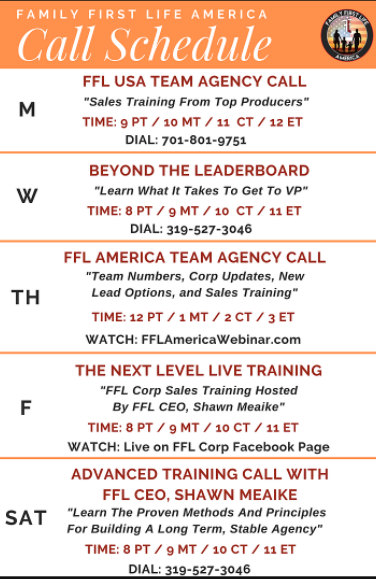 FAMILY FIRST LIFE AMERICA
Call Schedule
FAMILY FIRST LIFE
AMERICA
M
FFL USA TEAM AGENCY CALL
"Sales Training From Top Producers"
TIME: 9 PT / 10 MT / 11 CT / 12 ET
DIAL: 701-801-9751
W
BEYOND THE LEADERBOARD
"Learn What It Takes To Get To VP"
TIME: 8 PT / 9 MT / 10 CT / 11 ET
DIAL: 319-527-3046
TH
FFL AMERICA TEAM AGENCY CALL
"Team Numbers, Corp Updates, New
Lead Options, and Sales Training"
TIME: 12 PT / 1 MT / 2 CT / 3 ET
WATCH: FFLAmericaWebinar.com
F
THE NEXT LEVEL LIVE TRAINING
"FFL Corp Sales Training Hosted
By FFL CEO, Shawn Meaike"
TIME: 8 PT / 9 MT / 10 CT / 11 ET
WATCH: Live on FFL Corp Facebook Page
SAT
ADVANCED TRAINING CALL WITH
FFL CEO, SHAWN MEAIKE
"Learn The Proven Methods And Principles
For Building A Long Term, Stable Agency"
TIME: 8 PT / 9 MT / 10 CT / 11 ET
DIAL: 319-527-3046